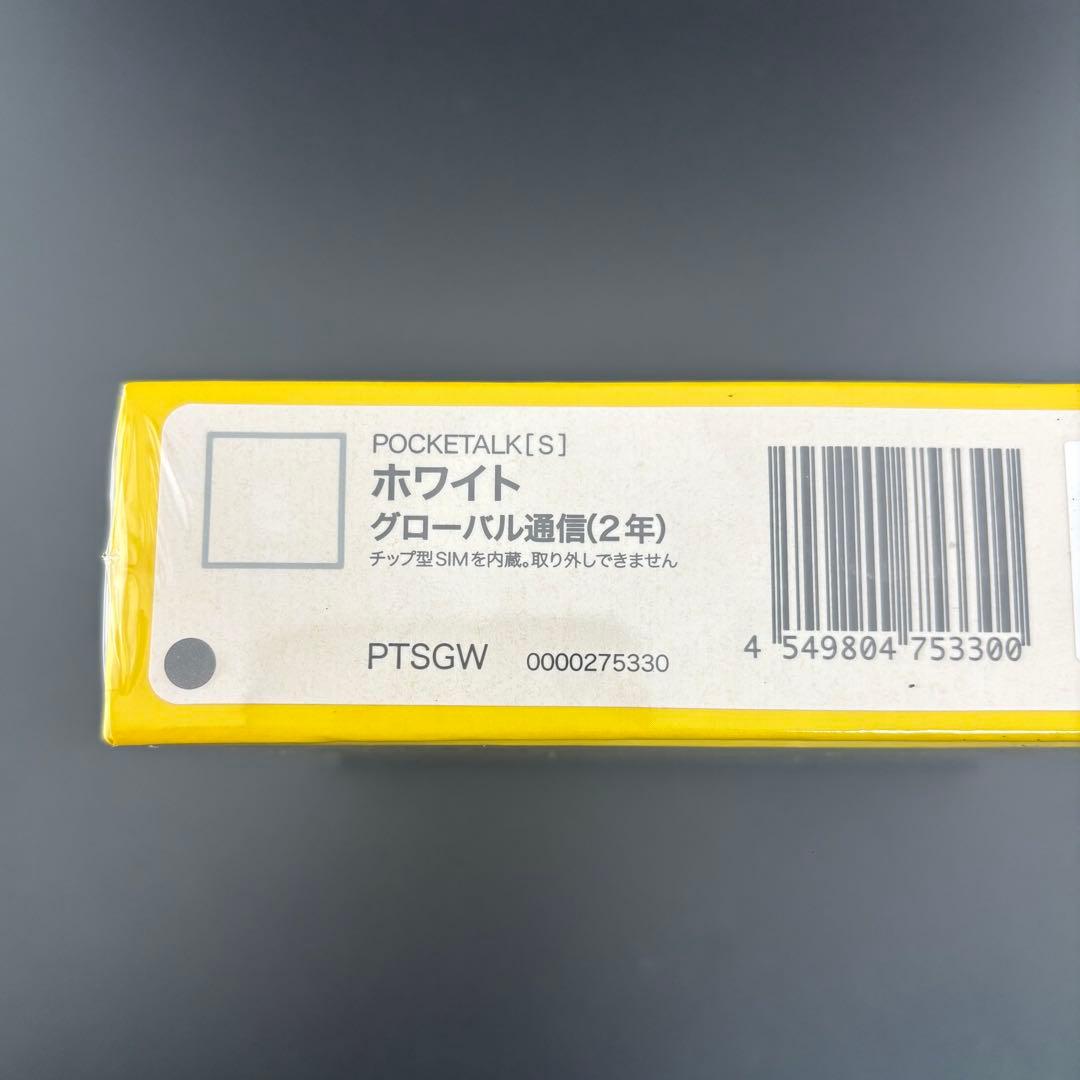 POCKETALK[S]
ホワイト
グローバル通信(2年)
チップ型SIMを内蔵。取り外しできません
PTSGW 0000275330
4 549804 753300